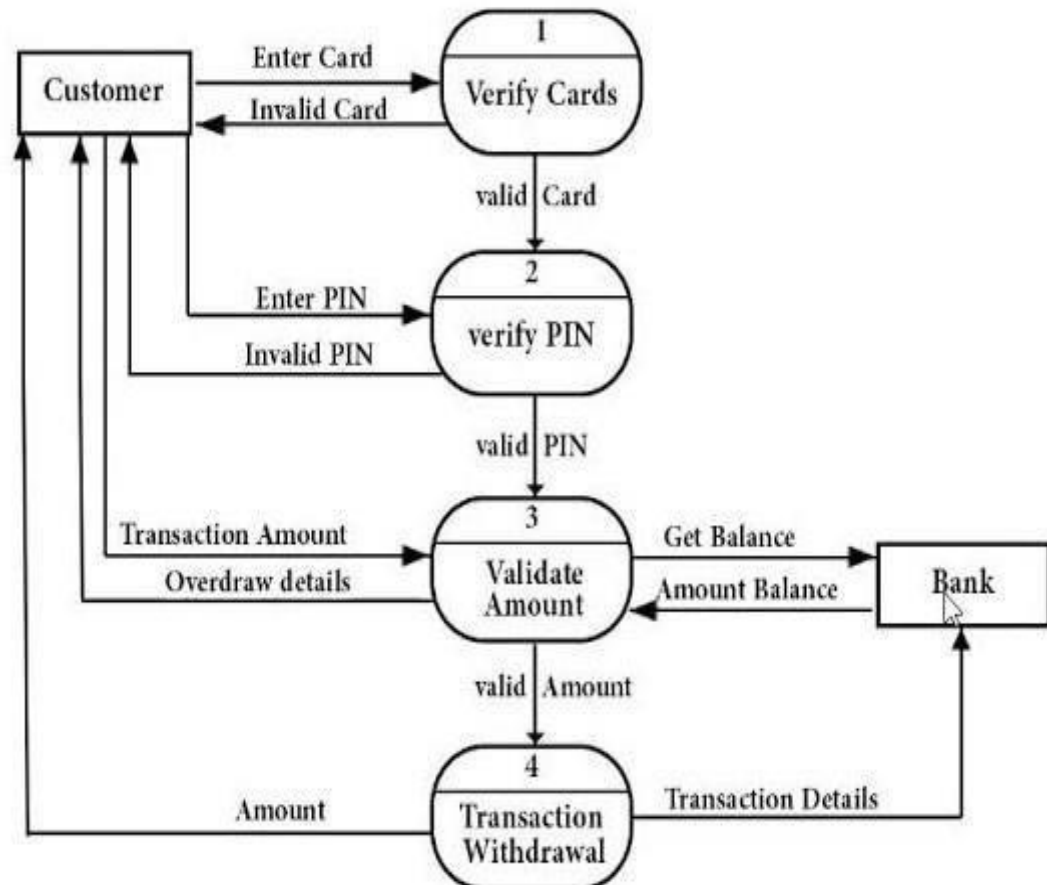 1
Enter Card
Customer
Verify Cards
Invalid Card
valid Card
2
Enter PIN
verify PIN
Invalid PIN
valid PIN
3
Transaction Amount
Get Balance
Overdraw details
Validate
Amount
Amount Balance
Bank
valid Amount
4
Amount
Transaction Details
Transaction
Withdrawal